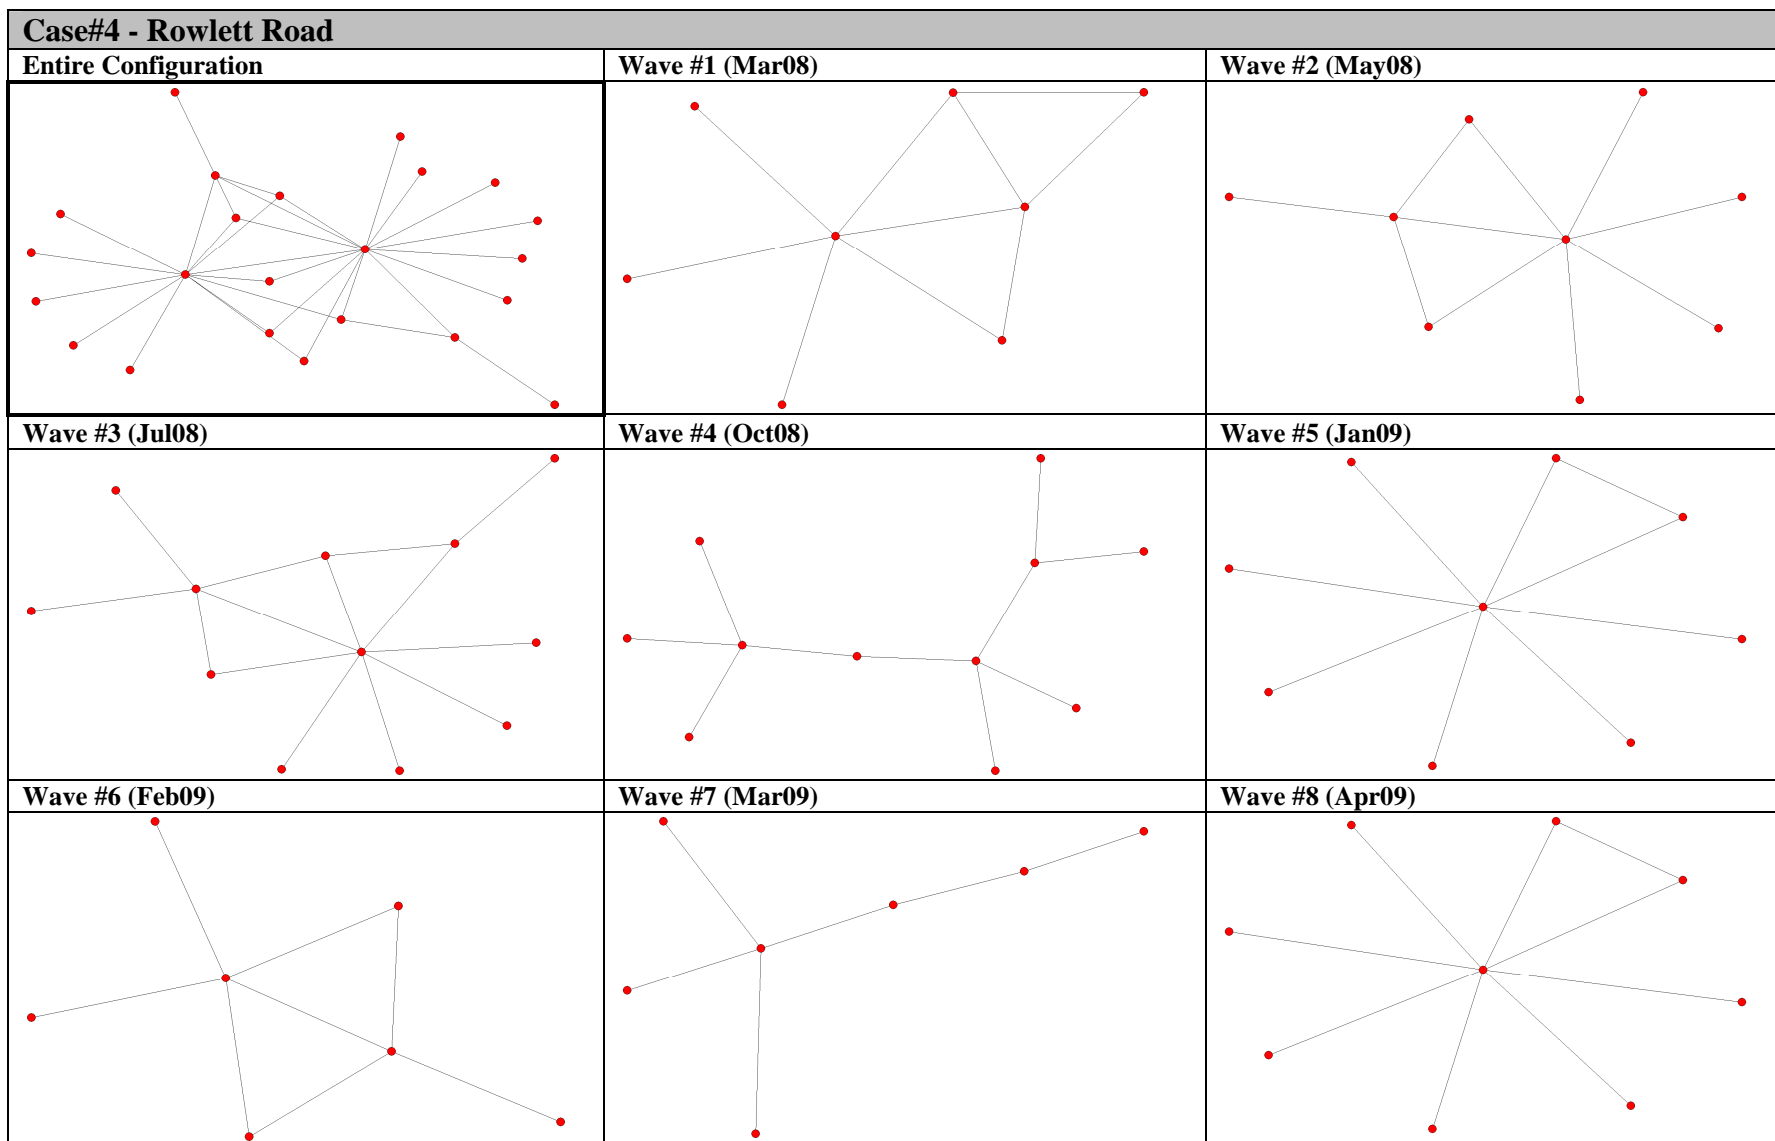 Case#4 - Rowlett Road
Entire Configuration
Wave #1 (Mar08)
Wave #2 (May08)
Wave #3 (Jul08)
Wave #4 (Oct08)
Wave #5 (Jan09)
Wave #6 (Feb09)
Wave #7 (Mar09)
Wave #8 (Apr09)